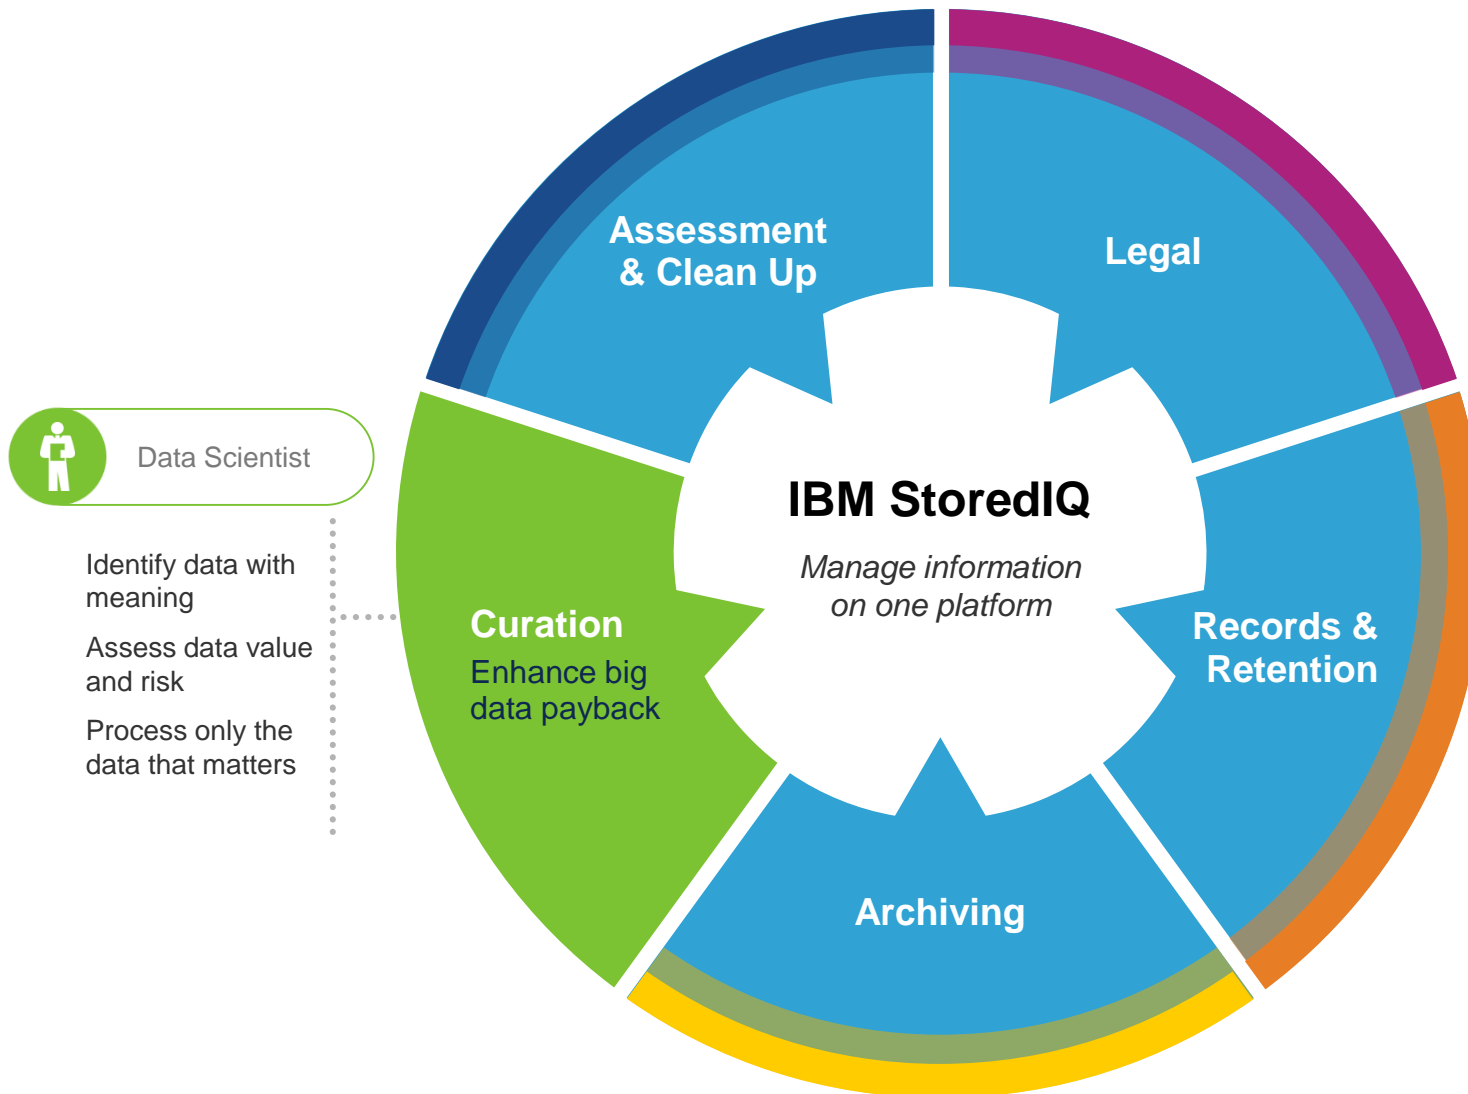 Assessment
& Clean Up
Legal
Data Scientist
Identify data with
meaning
Assess data value
and risk
Process only the
data that matters
IBM StoredIQ
Manage information
on one platform
Curation
Enhance big
data payback
Records &
Retention
Archiving